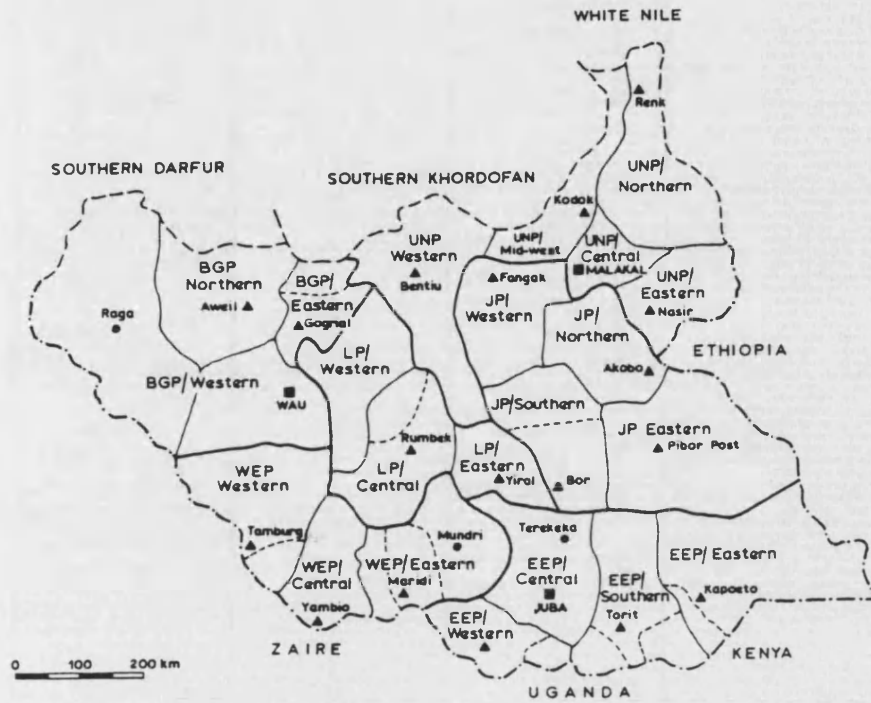 WHITE NILE
Renk
SOUTHERN DARFUR
SOUTHERN KHORDOFAN
UNP/
Northern
Kodok
UNP
Western
UNP/
Mid-west
UNP/
Central
MALAKAL
BGP
Northern
BGP/
Eastern
Bentiu
Fangak
UNP/
Eastern
Raga
Aweil
Gogrial
JP/
Western
JP/
Northern
Nasir
ETHIOPIA
LP/
Western
Akobo
BGP/Western
WAU
JP/Southern
JP Eastern
Pibor Post
Rumbek
LP/
Central
LP/
Eastern
Yirol
Bor
WEP
Western
Tamburg
Mundri
Terekeka
WEP/
Central
WEP/Eastern
Maridi
EEP/
Central
JUBA
EEP/
Southern
Torit
EEP/Eastern
Kapoeta
Yambio
EEP/
Western
ZAIRE
KENYA
UGANDA
0 100 200 km